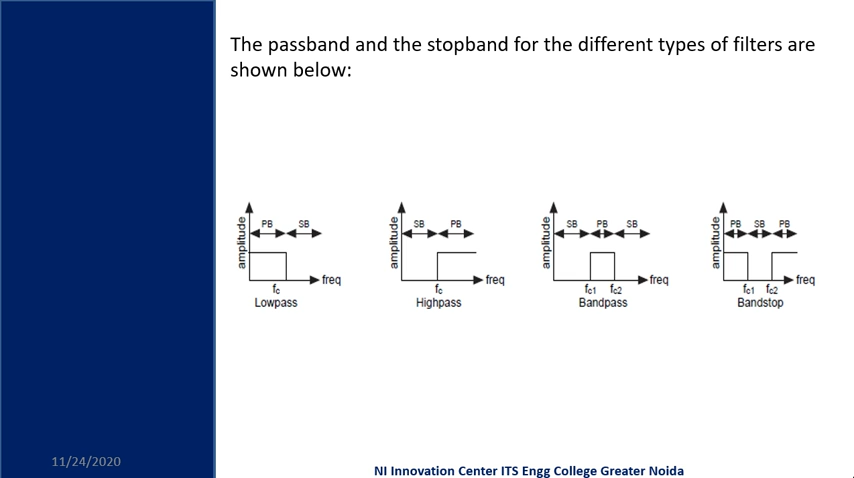 The passband and the stopband for the different types of filters are
shown below:
amplitude
PB SB
freq
fc
Lowpass
amplitude
SB PB
freq
fc
Highpass
amplitude
SB PB SB
freq
fc1 fc2
Bandpass
amplitude
PB SB PB
freq
fc1 fc2
Bandstop
11/24/2020
NI Innovation Center ITS Engg College Greater Noida